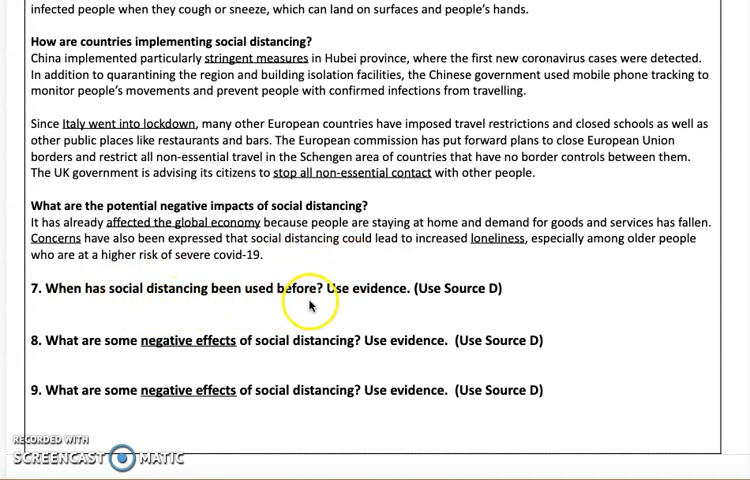 infected people when they cough or sneeze, which can land on surfaces and people's hands.
How are countries implementing social distancing?
China implemented particularly stringent measures in Hubei province, where the first new coronavirus cases were detected.
In addition to quarantining the region and building isolation facilities, the Chinese government used mobile phone tracking to
monitor people's movements and prevent people with confirmed infections from travelling.
Since Italy went into lockdown, many other European countries have imposed travel restrictions and closed schools as well as
other public places like restaurants and bars. The European commission has put forward plans to close European Union
borders and restrict all non-essential travel in the Schengen area of countries that have no border controls between them.
The UK government is advising its citizens to stop all non-essential contact with other people.
What are the potential negative impacts of social distancing?
It has already affected the global economy because people are staying at home and demand for goods and services has fallen.
Concerns have also been expressed that social distancing could lead to increased loneliness, especially among older people
who are at a higher risk of severe covid-19.
7. When has social distancing been used before? Use evidence. (Use Source D)
8. What are some negative effects of social distancing? Use evidence. (Use Source D)
9. What are some negative effects of social distancing? Use evidence. (Use Source D)
RECORDED WITH
SCREENCAST MATIC